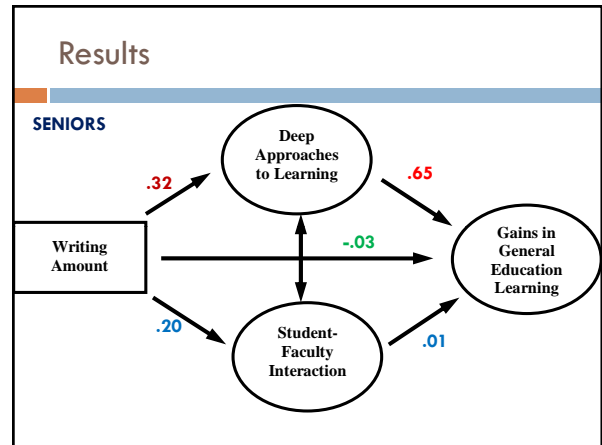 Results
SENIORS
Deep
Approaches
to Learning
.32
.65
Writing
Amount
-.03
Gains in
General
Education
Learning
.20
Student-
Faculty
Interaction
.01